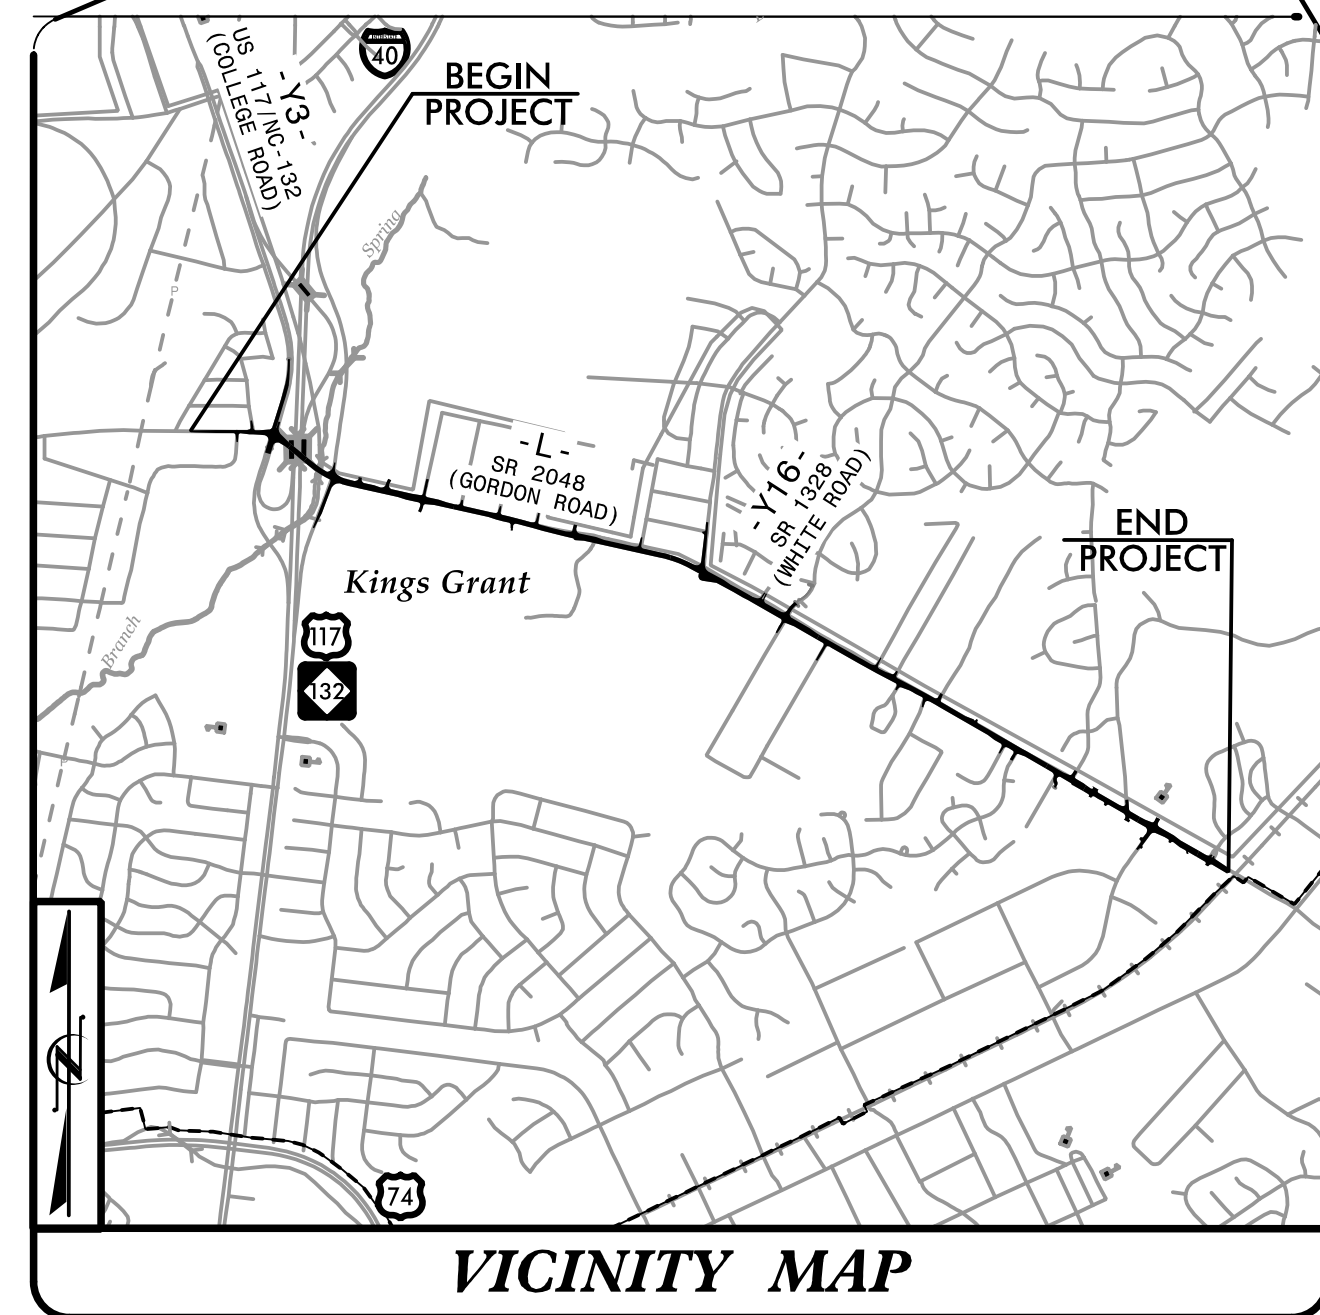 INTERSTATE
40
-Y3-
US 117/NC-132
(COLLEGE ROAD)
BEGIN
PROJECT
Spring
P
-L-
SR 2048
(GORDON ROAD)
-Y16-
SR 1328
(WHITE ROAD)
END
PROJECT
Kings Grant
117
132
Branch
P
74
VICINITY MAP